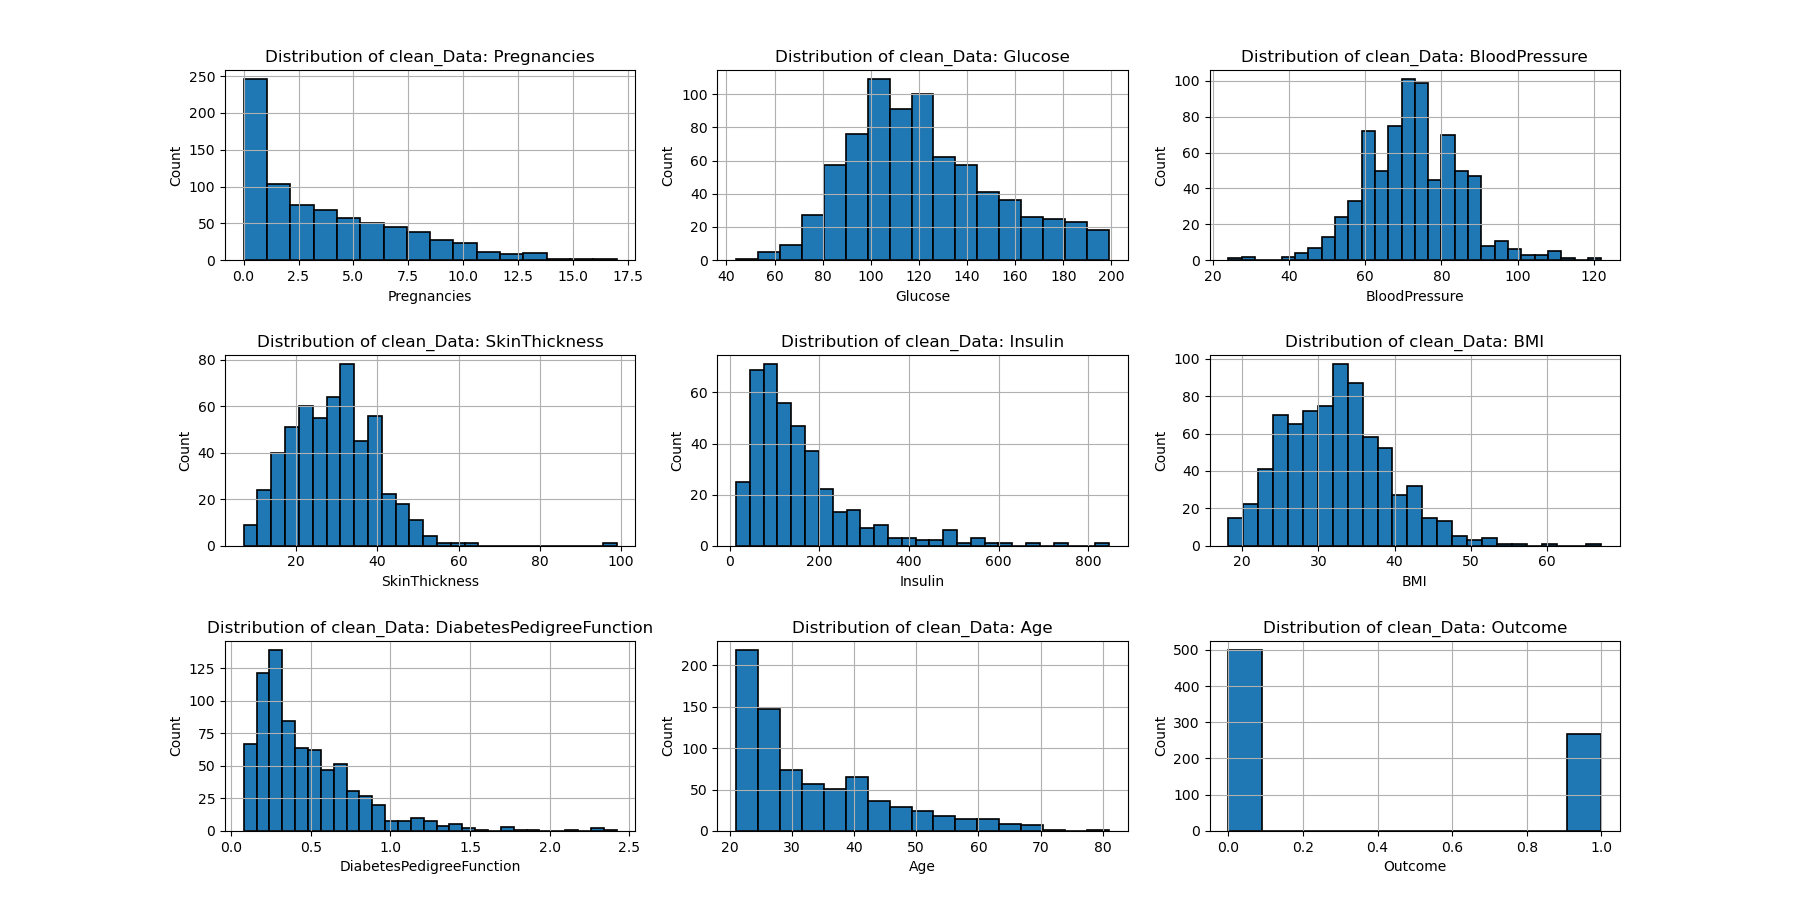 Distribution of clean_Data: Pregnancies
250
200
150
100
50
0
Count
0.0 2.5 5.0 7.5 10.0 12.5 15.0 17.5
Pregnancies
Distribution of clean_Data: Glucose
100
80
60
40
20
0
Count
40 60 80 100 120 140 160 180 200
Glucose
Distribution of clean_Data: BloodPressure
100
80
60
40
20
0
Count
20 40 60 80 100 120
BloodPressure
Distribution of clean_Data: SkinThickness
80
60
40
20
0
Count
20 40 60 80 100
SkinThickness
Distribution of clean_Data: Insulin
60
40
20
0
Count
0 200 400 600 800
Insulin
Distribution of clean_Data: BMI
100
80
60
40
20
0
Count
20 30 40 50 60
BMI
Distribution of clean_Data: DiabetesPedigreeFunction
125
100
75
50
25
0
Count
0.0 0.5 1.0 1.5 2.0 2.5
DiabetesPedigreeFunction
Distribution of clean_Data: Age
200
150
100
50
0
Count
20 30 40 50 60 70 80
Age
Distribution of clean_Data: Outcome
500
400
300
200
100
0
Count
0.0 0.2 0.4 0.6 0.8 1.0
Outcome